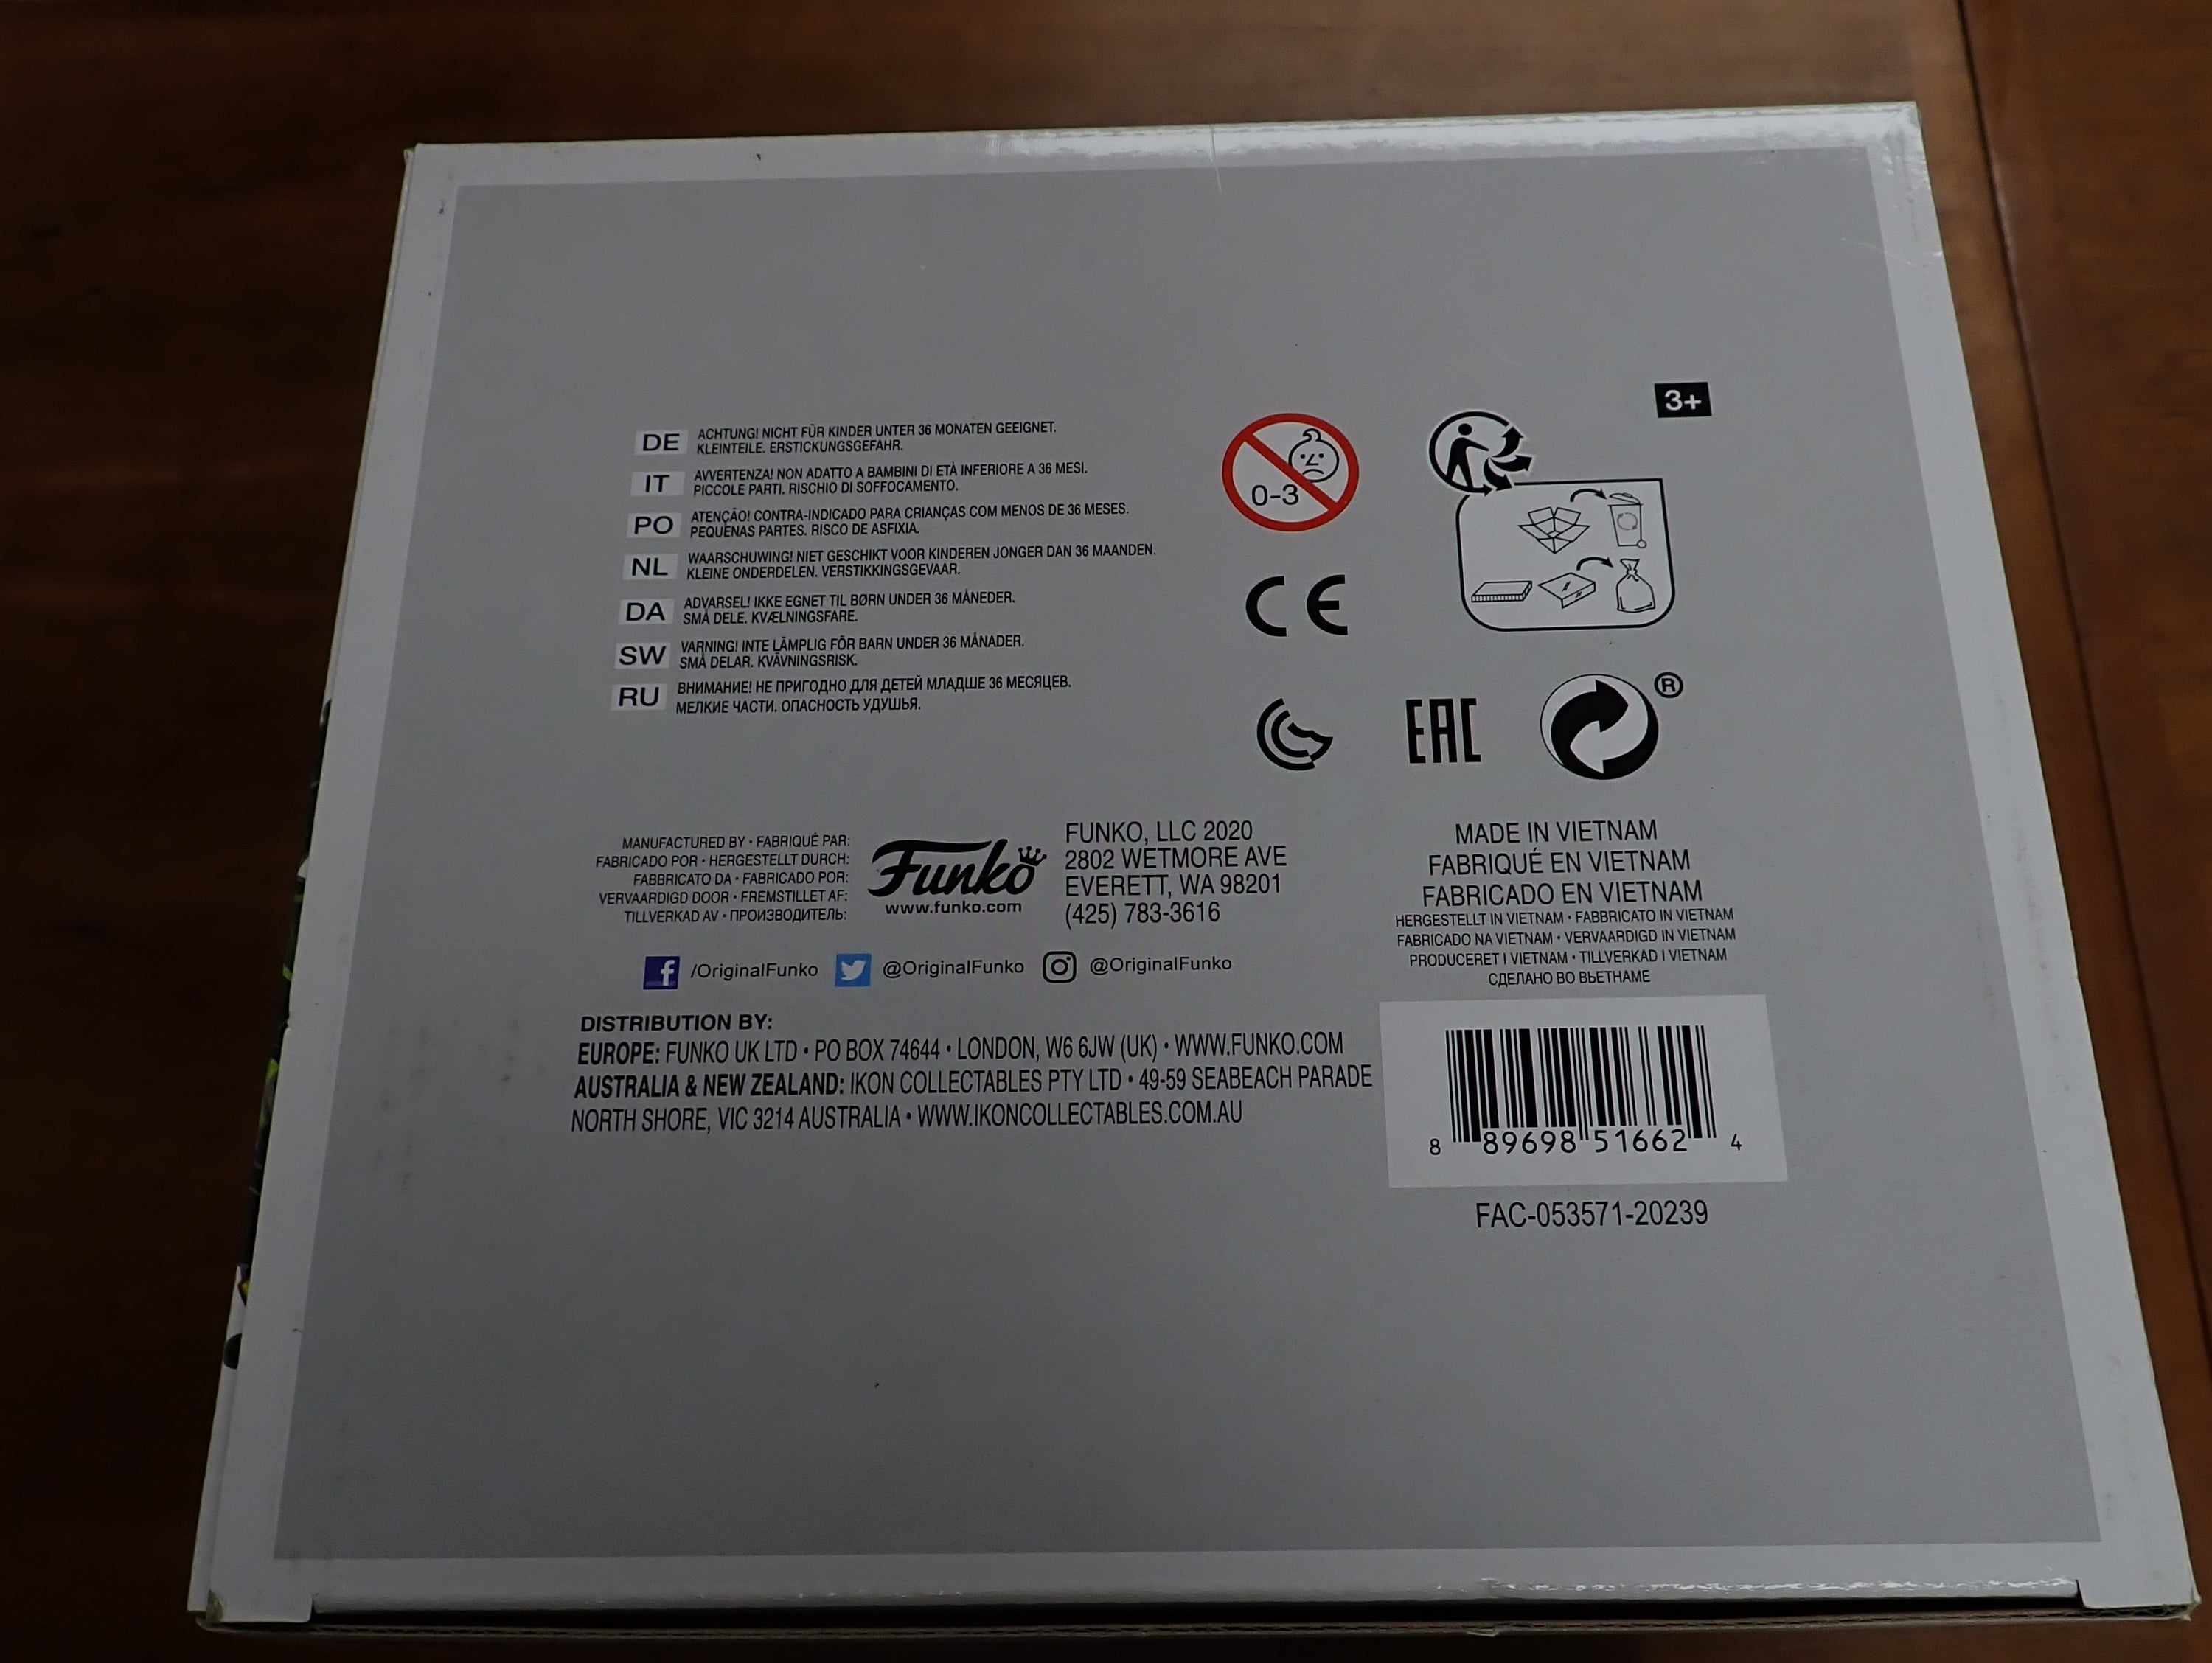 3+
DE ACHTUNG! NICHT FÜR KINDER UNTER 36 MONATEN GEEIGNET.
KLEINTEILE. ERSTICKUNGSGEFAHR.
IT AVVERTENZA! NON ADATTO A BAMBINI DI ETÀ INFERIORE A 36 MESI.
PICCOLE PARTI. RISCHIO DI SOFFOCAMENTO.
PO ATENÇÃO! CONTRA-INDICADO PARA CRIANÇAS COM MENOS DE 36 MESES.
PEQUENAS PARTES. RISCO DE ASFIXIA.
NL WAARSCHUWING! NIET GESCHIKT VOOR KINDEREN JONGER DAN 36 MAANDEN.
KLEINE ONDERDELEN. VERSTIKKINGSGEVAAR.
DA ADVARSEL! IKKE EGNET TIL BØRN UNDER 36 MÅNEDER.
SMÅ DELE. KVÆLNINGSFARE.
SW VARNING! INTE LÄMPLIG FÖR BARN UNDER 36 MÅNADER.
SMÅ DELAR. KVÄVNINGSRISK.
RU ВНИМАНИЕ! НЕ ПРИГОДНО ДЛЯ ДЕТЕЙ МЛАДШЕ 36 МЕСЯЦЕВ.
МЕЛКИЕ ЧАСТИ. ОПАСНОСТЬ УДУШЬЯ.
0-3
CE
EAC
®
MANUFACTURED BY • FABRIQUÉ PAR:
FABRICADO POR • HERGESTELLT DURCH:
FABBRICATO DA • FABRICADO POR:
VERVAARDIGD DOOR • FREMSTILLET AF:
TILLVERKAD AV • ПРОИЗВОДИТЕЛЬ:
Funko
www.funko.com
FUNKO, LLC 2020
2802 WETMORE AVE
EVERETT, WA 98201
(425) 783-3616
MADE IN VIETNAM
FABRIQUÉ EN VIETNAM
FABRICADO EN VIETNAM
HERGESTELLT IN VIETNAM • FABBRICATO IN VIETNAM
FABRICADO NA VIETNAM • VERVAARDIGD IN VIETNAM
PRODUCERET I VIETNAM • TILLVERKAD I VIETNAM
СДЕЛАНО ВО ВЬЕТНАМЕ
/OriginalFunko @OriginalFunko @OriginalFunko
DISTRIBUTION BY:
EUROPE: FUNKO UK LTD • PO BOX 74644 • LONDON, W6 6JW (UK) • WWW.FUNKO.COM
AUSTRALIA & NEW ZEALAND: IKON COLLECTABLES PTY LTD • 49-59 SEABEACH PARADE
NORTH SHORE, VIC 3214 AUSTRALIA • WWW.IKONCOLLECTABLES.COM.AU
8 89698 51662 4
FAC-053571-20239